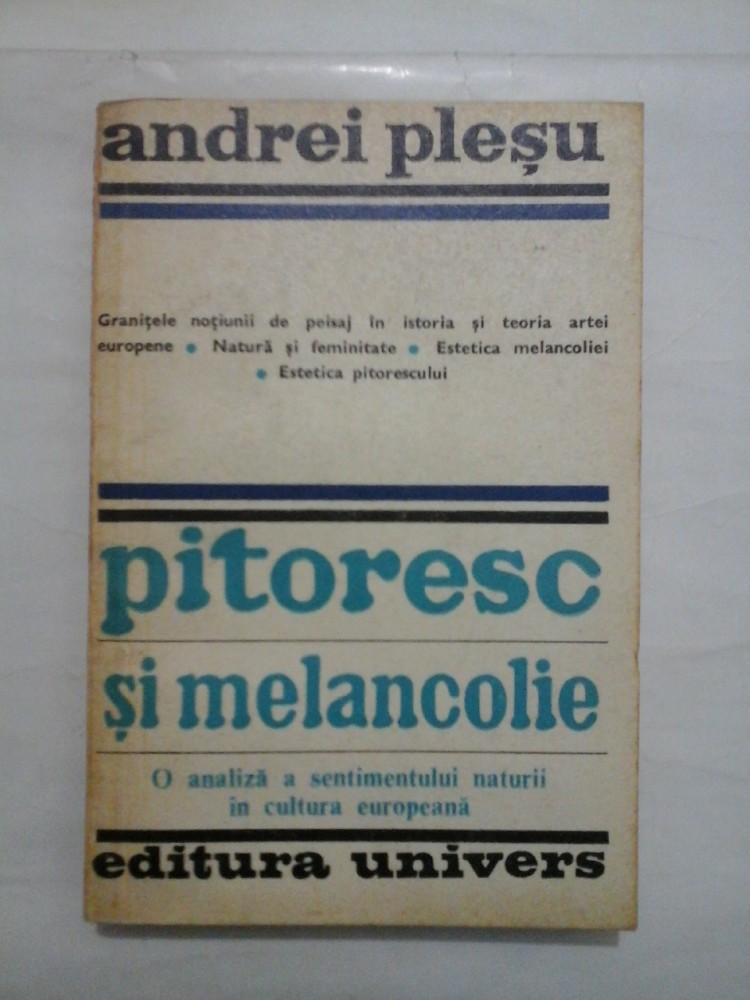 andrei pleșu
Granițele noțiunii de peisaj în istoria și teoria artei
europene • Natură și feminitate • Estetica melancoliei
• Estetica pitorescului
pitoresc
și melancolie
O analiză a sentimentului naturii
în cultura europeană
editura univers